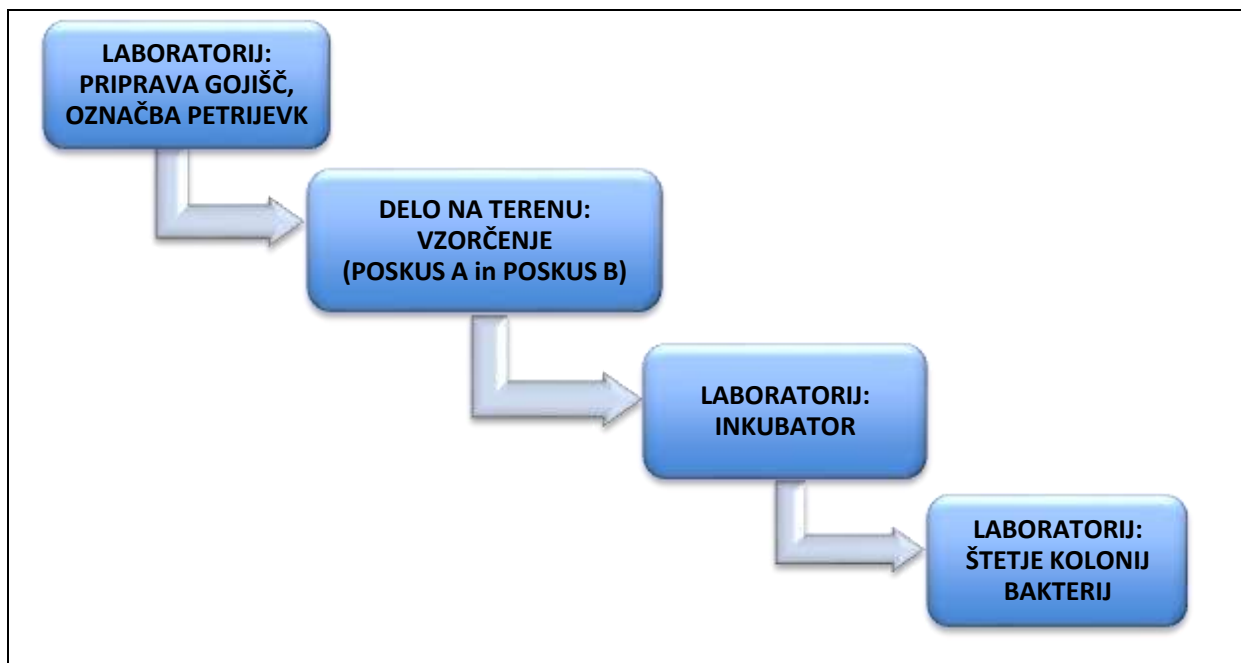 LABORATORIJ:
PRIPRAVA GOJIŠČ,
OZNAČBA PETRIJEVK
DELO NA TERENU:
VZORČENJE
(POSKUS A in POSKUS B)
LABORATORIJ:
INKUBATOR
LABORATORIJ:
ŠTETJE KOLONIJ
BAKTERIJ